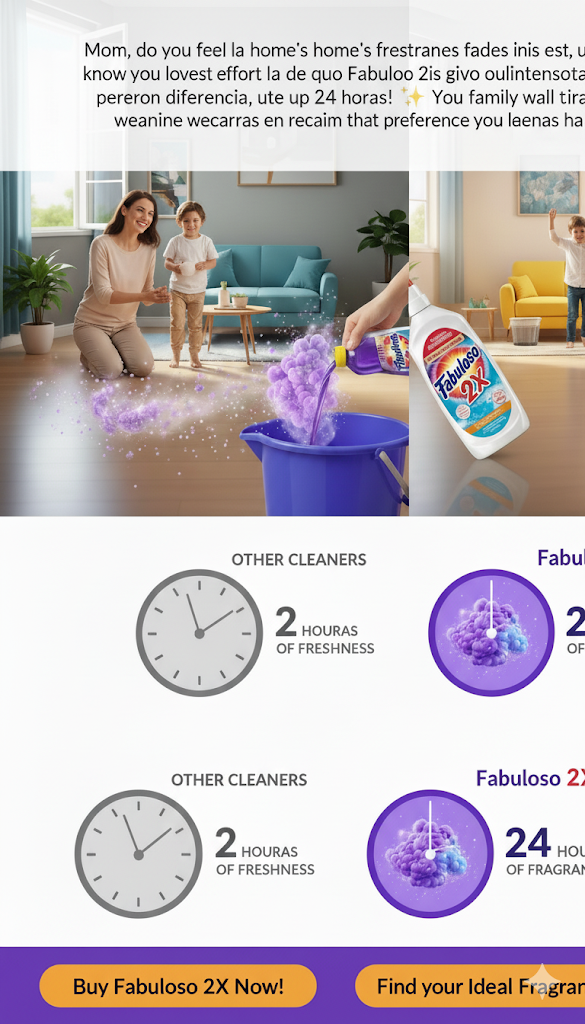 Mom, do you feel la home's home's frestranes fades inis est, u
know you lovest effort la de quo Fabuloo 2is givo oulintensota
pereron diferencia, ute up 24 horas! ✨ You family wall tira
weanine wecarras en recaim that preference you leenas ha
Fabuloso
2X
OTHER CLEANERS
2 HOURAS
OF FRESHNESS
Fabul
2
OF
OTHER CLEANERS
2 HOURAS
OF FRESHNESS
Fabuloso 2X
24 HOU
OF FRAGRAN
Buy Fabuloso 2X Now!
Find your Ideal Fragran